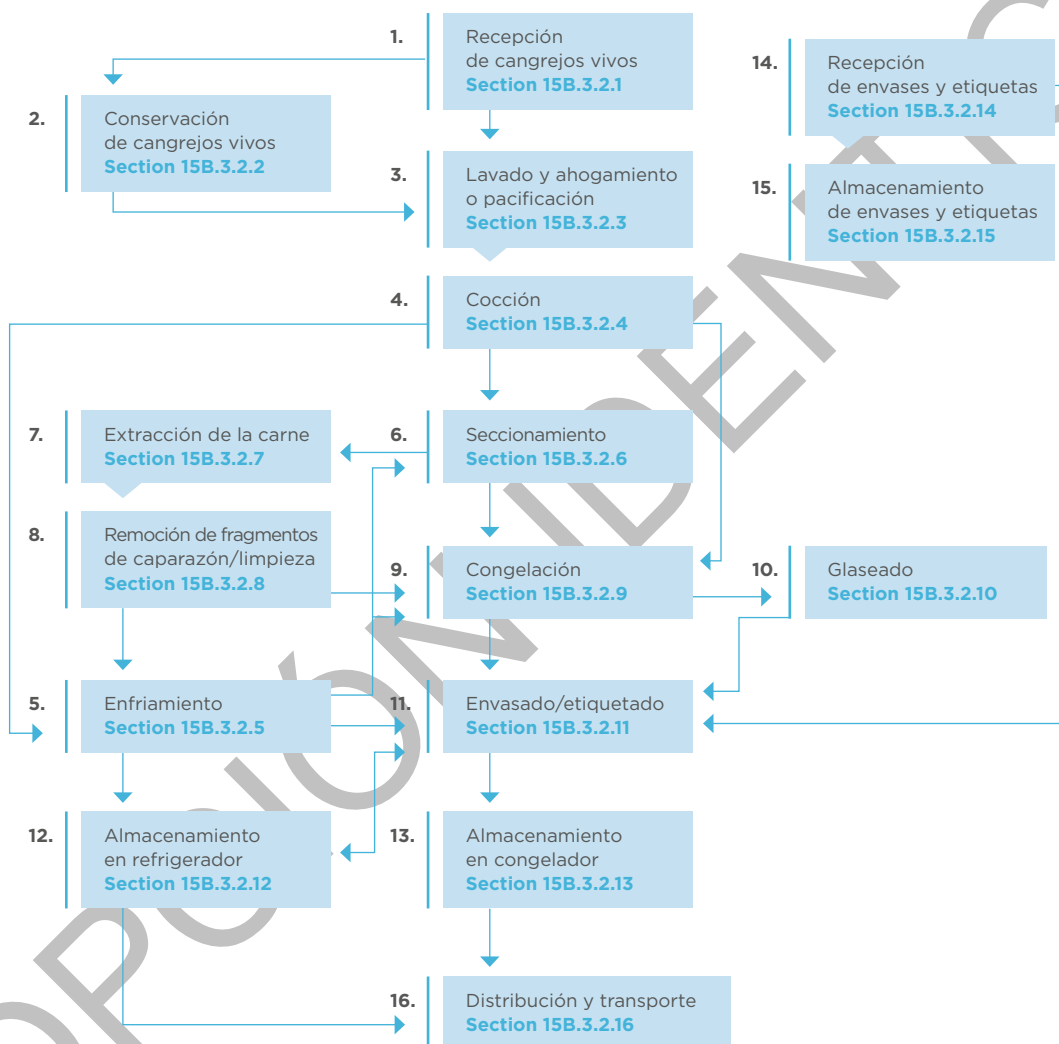 1.
Recepción
de cangrejos vivos
Section 15B.3.2.1
2.
Conservación
de cangrejos vivos
Section 15B.3.2.2
3.
Lavado y ahogamiento
o pacificación
Section 15B.3.2.3
14.
Recepción
de envases y etiquetas
Section 15B.3.2.14
15.
Almacenamiento
de envases y etiquetas
Section 15B.3.2.15
4.
Cocción
Section 15B.3.2.4
7.
Extracción de la carne
Section 15B.3.2.7
6.
Seccionamiento
Section 15B.3.2.6
8.
Remoción de fragmentos
de caparazón/limpieza
Section 15B.3.2.8
9.
Congelación
Section 15B.3.2.9
10.
Glaseado
Section 15B.3.2.10
5.
Enfriamiento
Section 15B.3.2.5
11.
Envasado/etiquetado
Section 15B.3.2.11
12.
Almacenamiento
en refrigerador
Section 15B.3.2.12
13.
Almacenamiento
en congelador
Section 15B.3.2.13
16.
Distribución y transporte
Section 15B.3.2.16